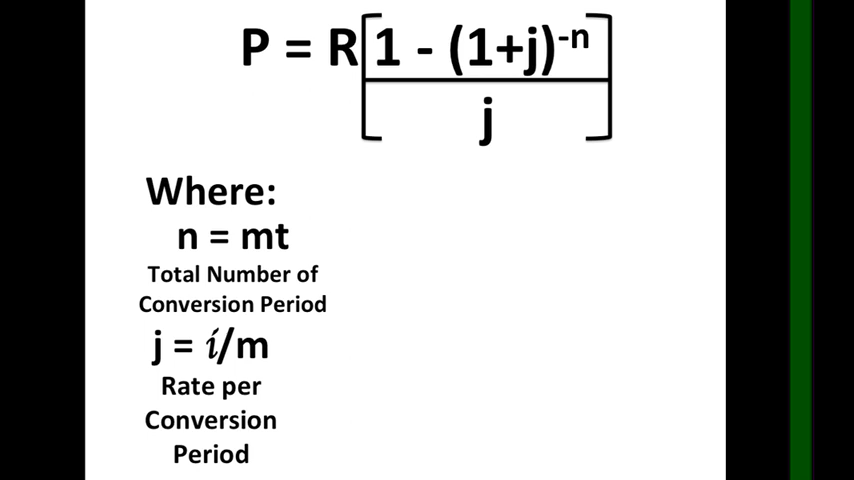 P = R[1 - (1+j)-n]
j
Where:
n = mt
Total Number of
Conversion Period
j = í/m
Rate per
Conversion
Period